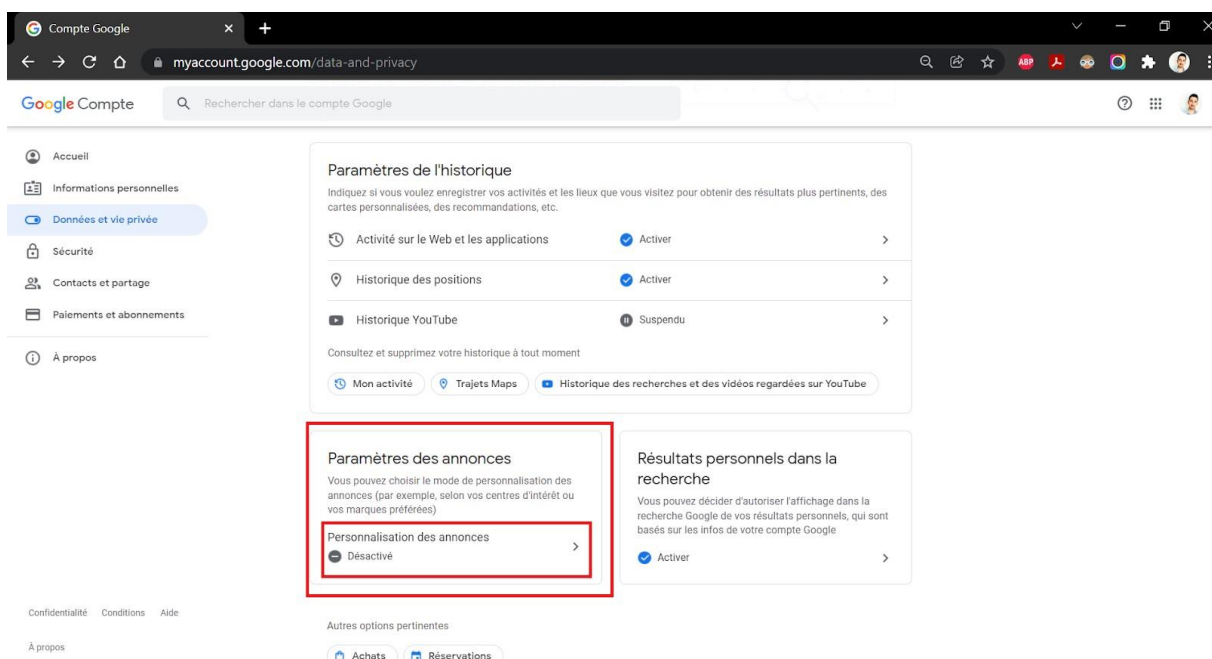 Compte Google
myaccount.google.com/data-and-privacy
ABP
Google Compte
Rechercher dans le compte Google
Accueil
Informations personnelles
Données et vie privée
Sécurité
Contacts et partage
Paiements et abonnements
À propos
Paramètres de l'historique
Indiquez si vous voulez enregistrer vos activités et les lieux que vous visitez pour obtenir des résultats plus pertinents, des
cartes personnalisées, des recommandations, etc.
Activité sur le Web et les applications
Activer
Historique des positions
Activer
Historique YouTube
Suspendu
Consultez et supprimez votre historique à tout moment
Mon activité
Trajets Maps
Historique des recherches et des vidéos regardées sur YouTube
Paramètres des annonces
Vous pouvez choisir le mode de personnalisation des
annonces (par exemple, selon vos centres d'intérêt ou
vos marques préférées)
Personnalisation des annonces
Désactivé
Résultats personnels dans la
recherche
Vous pouvez décider d'autoriser l'affichage dans la
recherche Google de vos résultats personnels, qui sont
basés sur les infos de votre compte Google
Activer
Autres options pertinentes
Achats
Réservations
Confidentialité Conditions Aide
À propos